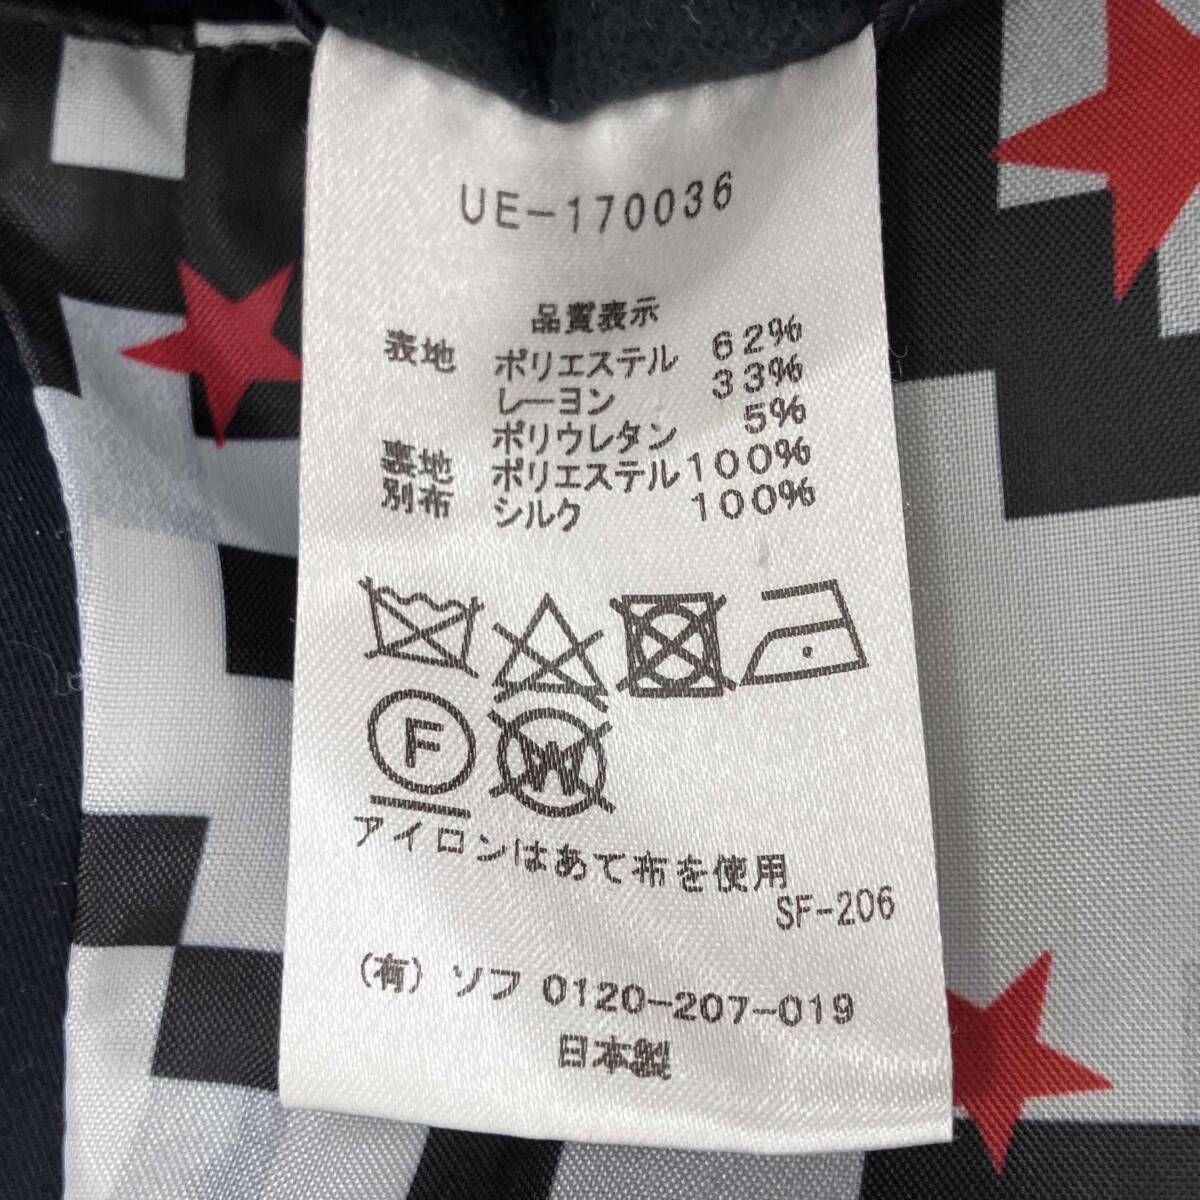 UE-170036
品質表示
表地 ポリエステル 62%
レーヨン 33%
ポリウレタン 5%
裏地 ポリエステル 100%
別布 シルク 100%
F
W
アイロンはあて布を使用
SF-206
(有) ソフ 0120-207-019
日本製